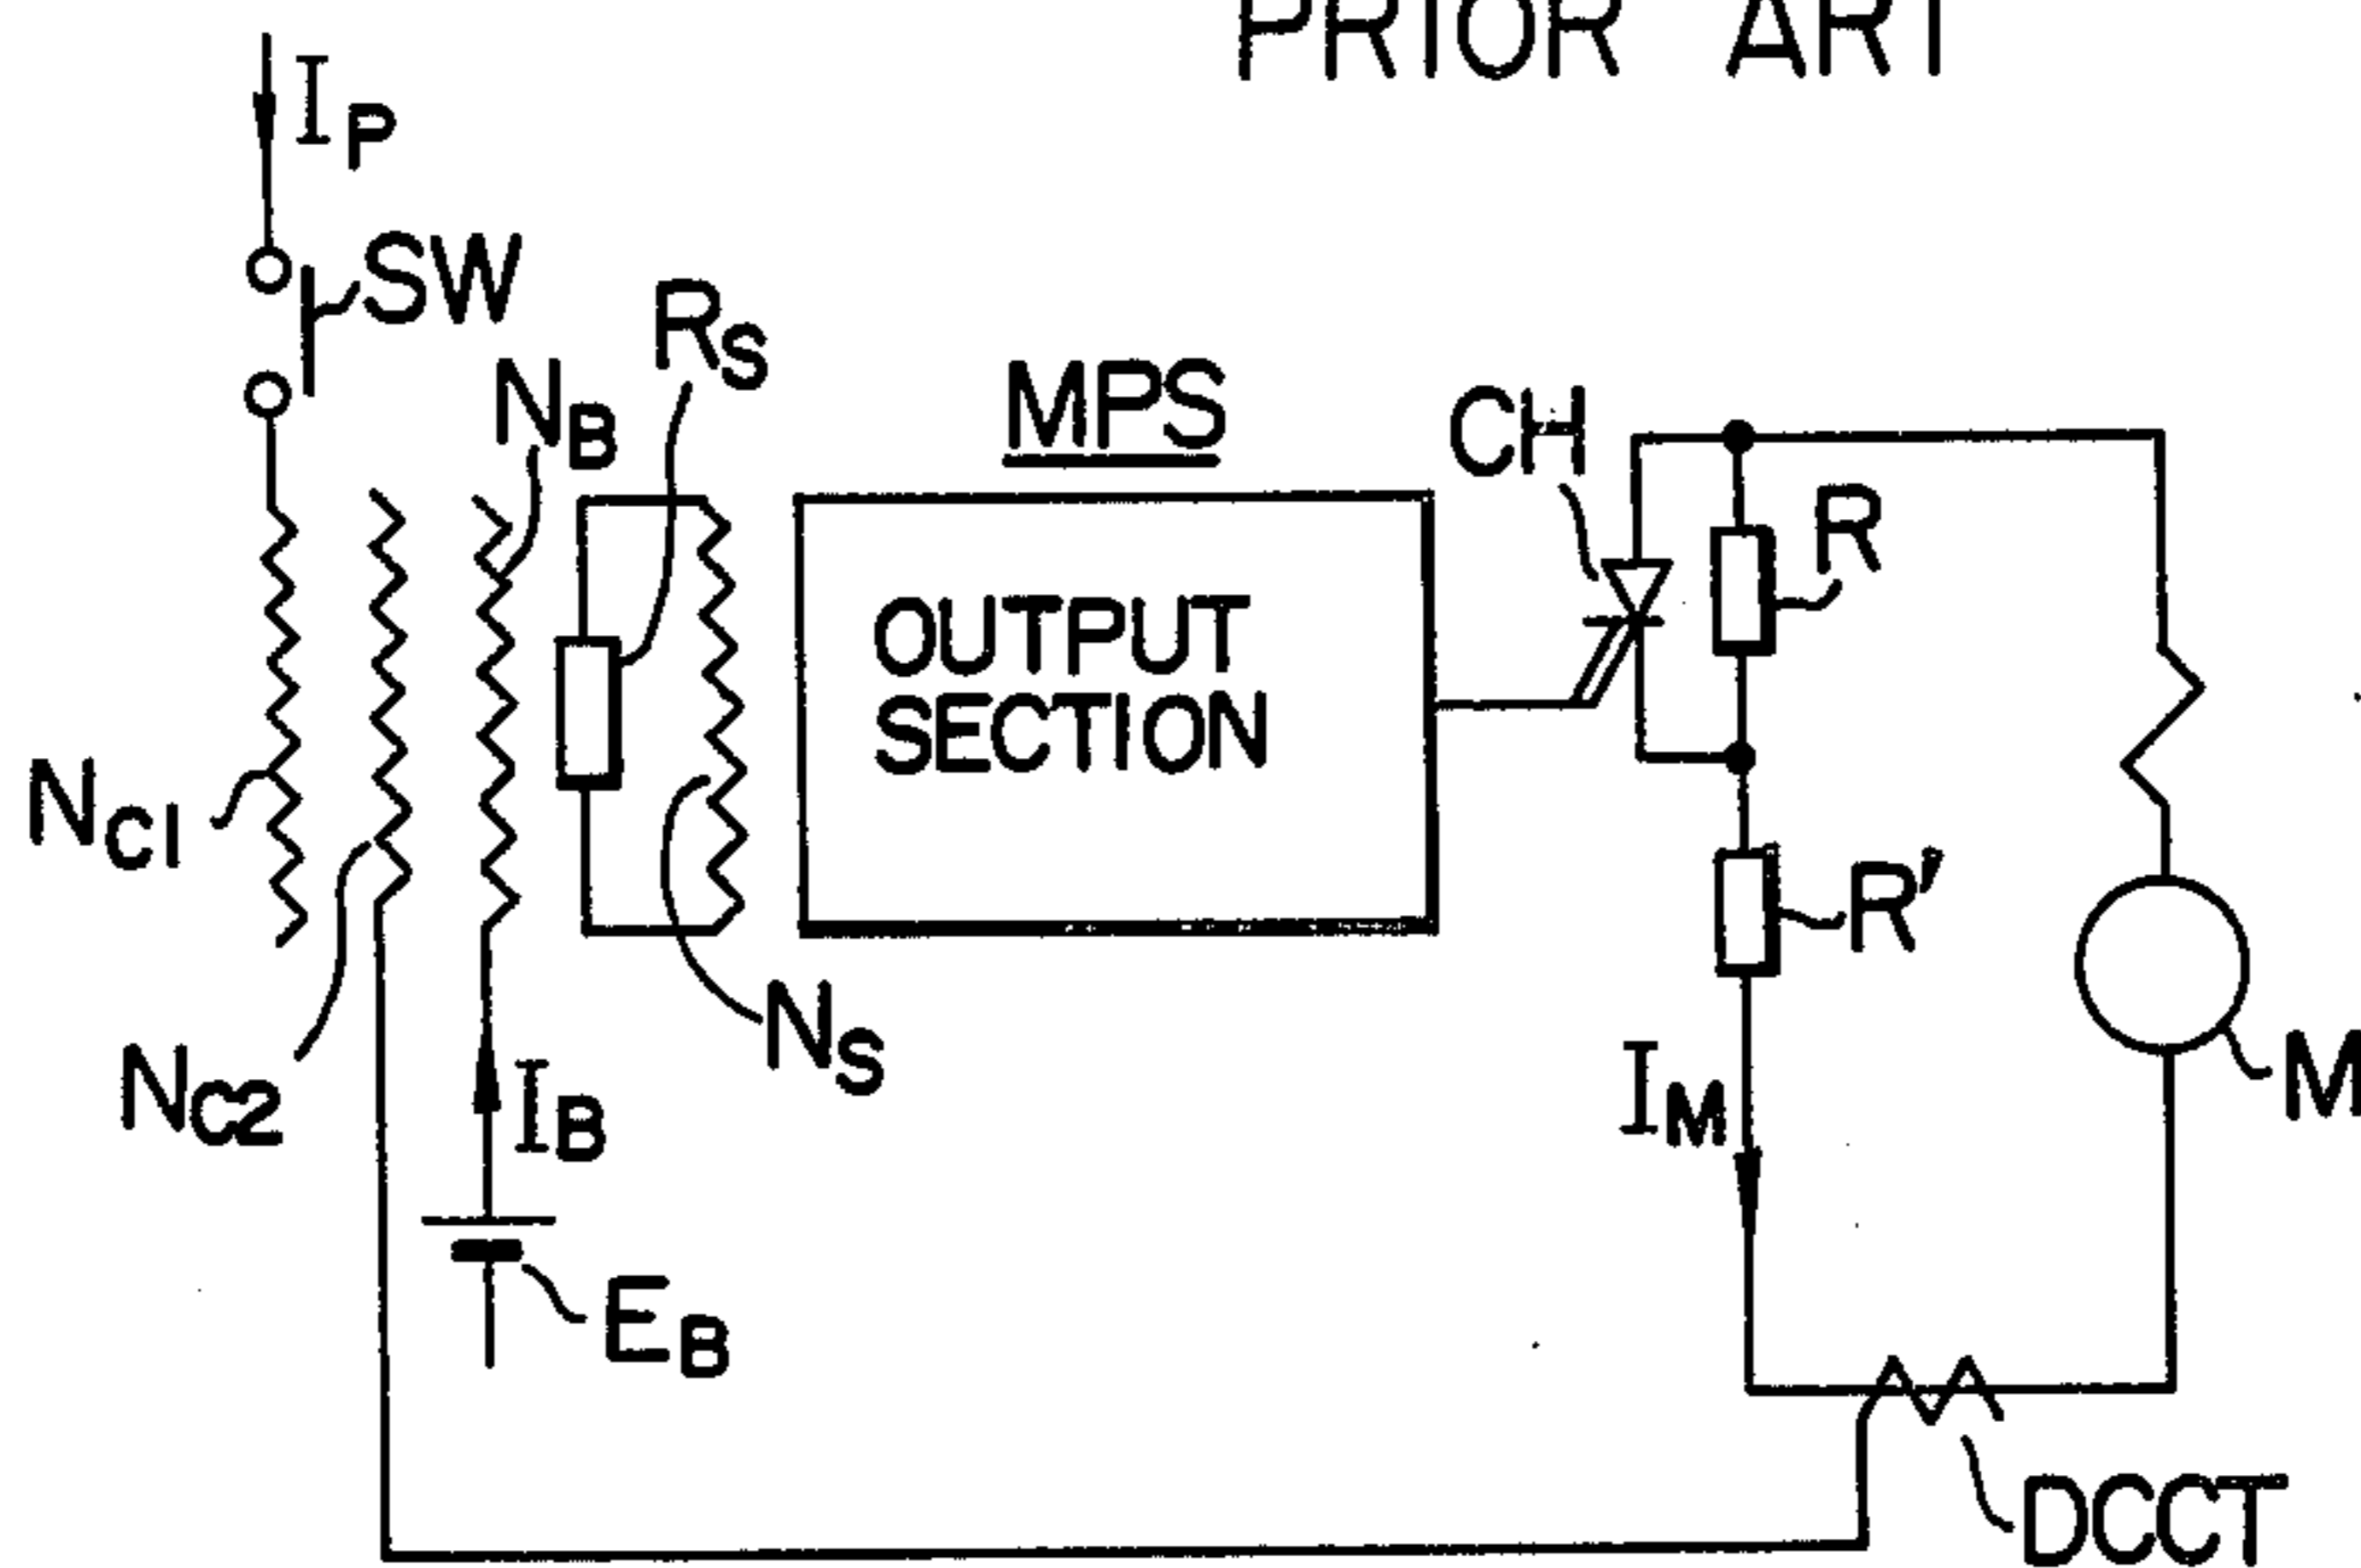 PRIOR ART
IP
SW
RS
NB
MPS
CH
R
OUTPUT
SECTION
NC1
R'
NS
NC2
IB
IM
M
EB
DCCT